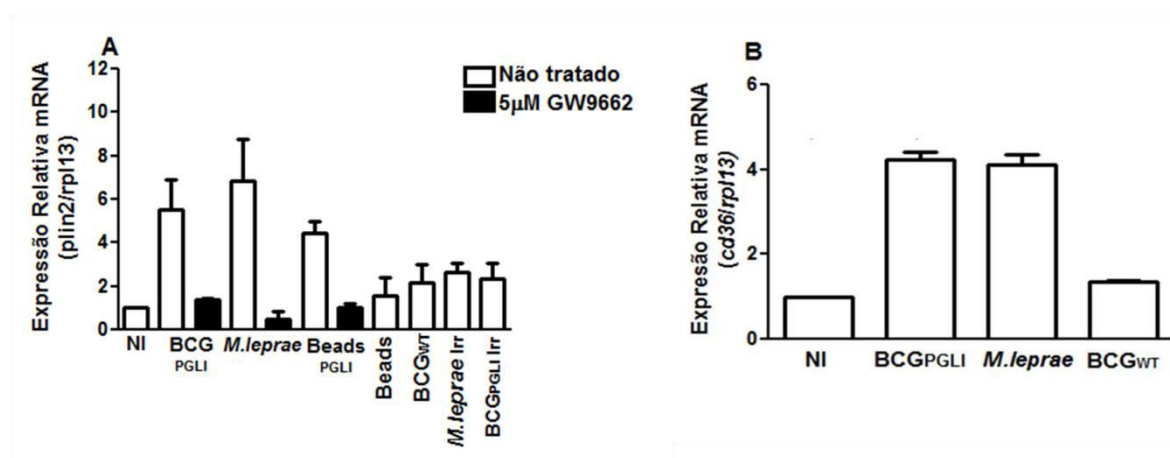 A
Expressão Relativa mRNA
(plin2/rpl13)
12
10
8
6
4
2
0
Não tratado
5µM GW9662
NI
BCG
PGLI
M.leprae
Beads
PGLI
Beads
BCGWT
M.leprae Irr
BCGPGLI Irr
B
Expresão Relativa mRNA
(cd36/rpl13)
6
4
2
0
NI
BCGPGLI
M.leprae
BCGWT